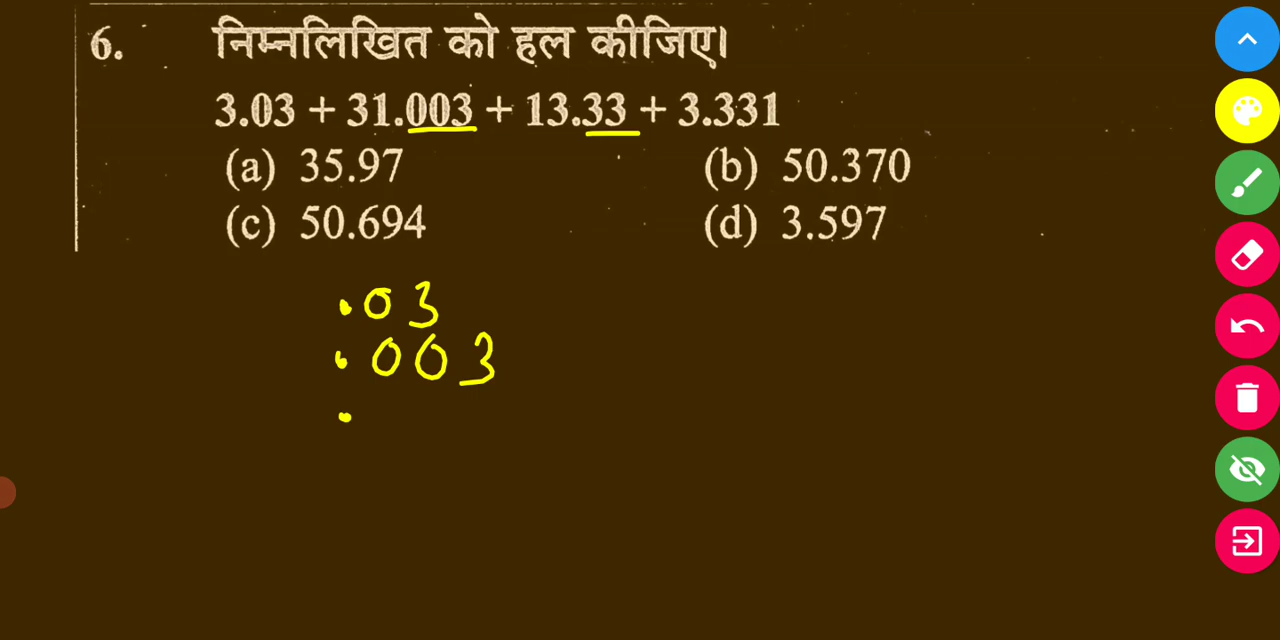 6. निम्नलिखित को हल कीजिए।
3.03 + 31.003 + 13.33 + 3.331
(a) 35.97 (b) 50.370
(c) 50.694 (d) 3.597
.03
.003
.